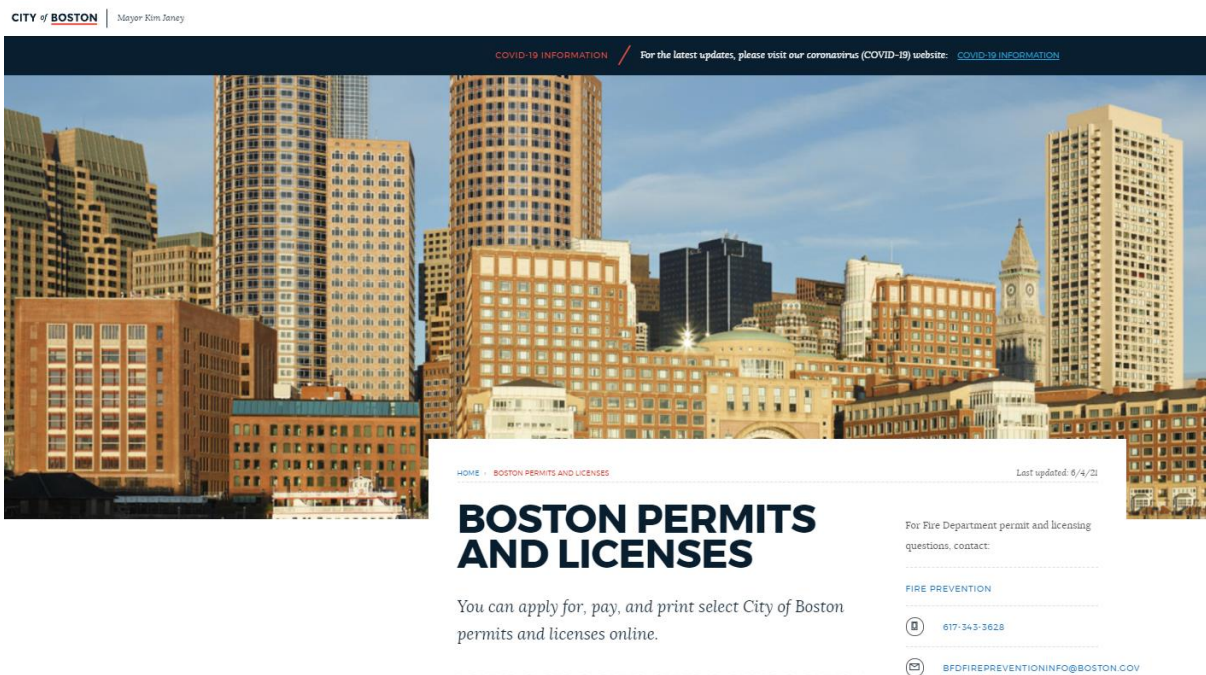 CITY of BOSTON Mayor Kim Janey
COVID-19 INFORMATION / For the latest updates, please visit our coronavirus (COVID-19) website: COVID-19 INFORMATION
HOME › BOSTON PERMITS AND LICENSES
Last updated: 6/4/21
BOSTON PERMITS
AND LICENSES
You can apply for, pay, and print select City of Boston
permits and licenses online.
For Fire Department permit and licensing
questions, contact:
FIRE PREVENTION
617-343-3628
BFDFIREPREVENTIONINFO@BOSTON.GOV